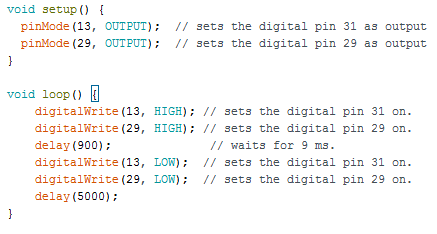 void setup() {
pinMode(13, OUTPUT); // sets the digital pin 31 as output
pinMode(29, OUTPUT); // sets the digital pin 29 as output
}
void loop() {
digitalWrite(13, HIGH); // sets the digital pin 31 on.
digitalWrite(29, HIGH); // sets the digital pin 29 on.
delay(900); // waits for 9 ms.
digitalWrite(13, LOW); // sets the digital pin 31 on.
digitalWrite(29, LOW); // sets the digital pin 29 on.
delay(5000);
}